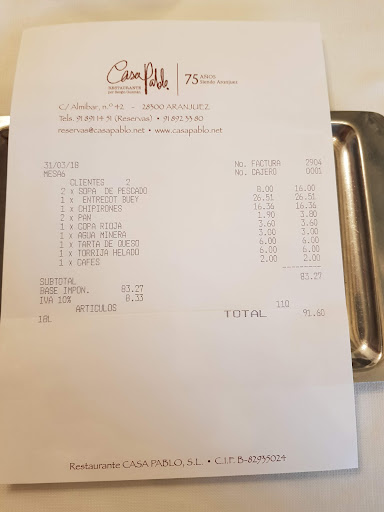 Casa Pablo
RESTAURANTE
75 AÑOS
Siendo Aranjuez
C/ Almíbar, n.º 42 - 28300 ARANJUEZ
Tels. 91 891 14 51 (Reservas) • 91 892 33 80
reservas@casapablo.net • www.casapablo.net
31/03/18 No. FACTURA 2904
MESA6 No. CAJERO 0001
CLIENTES 2
2 x SOPA DE PESCADO 8.00 16.00
1 x ENTRECOT BUEY 26.51 26.51
1 x CHIPIRONES 16.36 16.36
2 x PAN 1.90 3.80
1 x COPA RIOJA 3.60 3.60
1 x AGUA MINERA 3.00 3.00
1 x TARTA DE QUESO 6.00 6.00
1 x TORRIJA HELADO 6.00 6.00
1 x CAFES 2.00 2.00
---------
SUBTOTAL 83.27
BASE IMPON. 83.27
IVA 10% 8.33
ARTICULOS 11Q
18L TOTAL 91.60
Restaurante CASA PABLO, S.L. • C.I.F. B-82935024